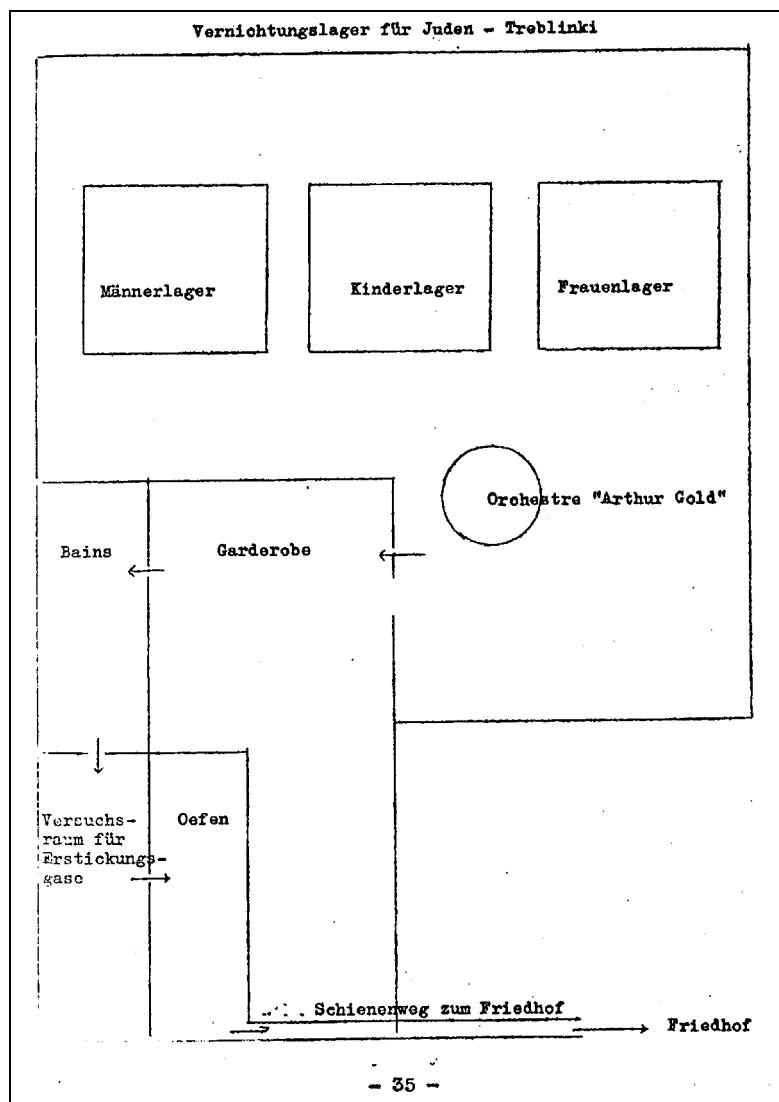 Vernichtungslager für Juden - Treblinki
Männerlager
Kinderlager
Frauenlager
Orchestre "Arthur Gold"
Bains
Garderobe
Versuchs-
raum für
Erstickungs-
gase
Oefen
Schienenweg zum Friedhof
Friedhof
- 35 -